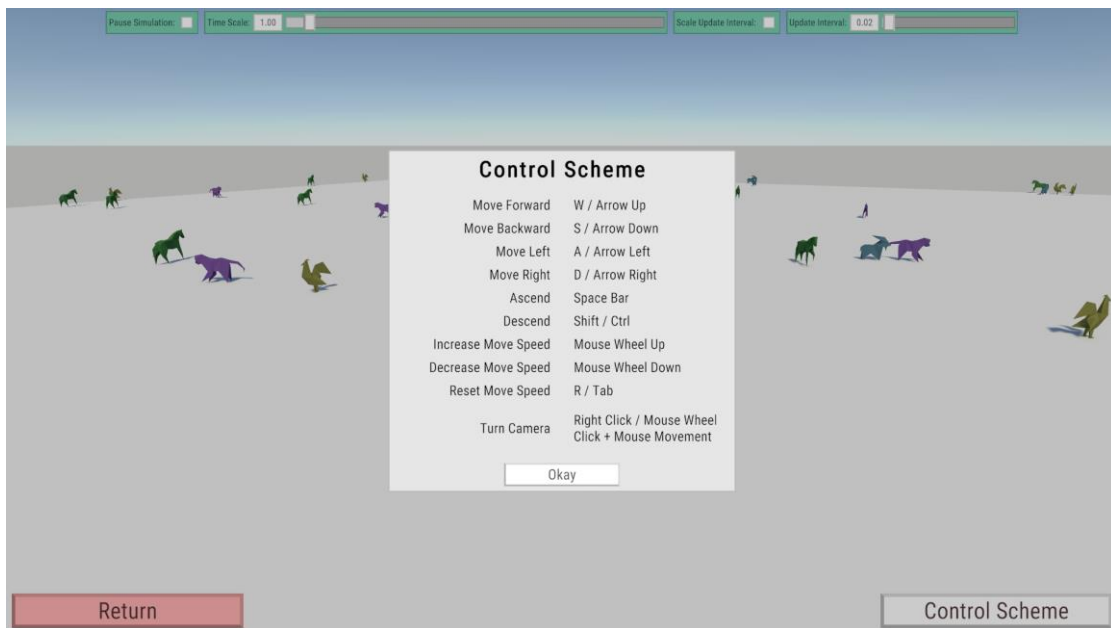 Pause Simulation:
Time Scale: 1.00
Scale Update Interval:
Update Interval: 0.02
Control Scheme
Move Forward W / Arrow Up
Move Backward S / Arrow Down
Move Left A / Arrow Left
Move Right D / Arrow Right
Ascend Space Bar
Descend Shift / Ctrl
Increase Move Speed Mouse Wheel Up
Decrease Move Speed Mouse Wheel Down
Reset Move Speed R / Tab
Turn Camera Right Click / Mouse Wheel
Click + Mouse Movement
Okay
Return
Control Scheme